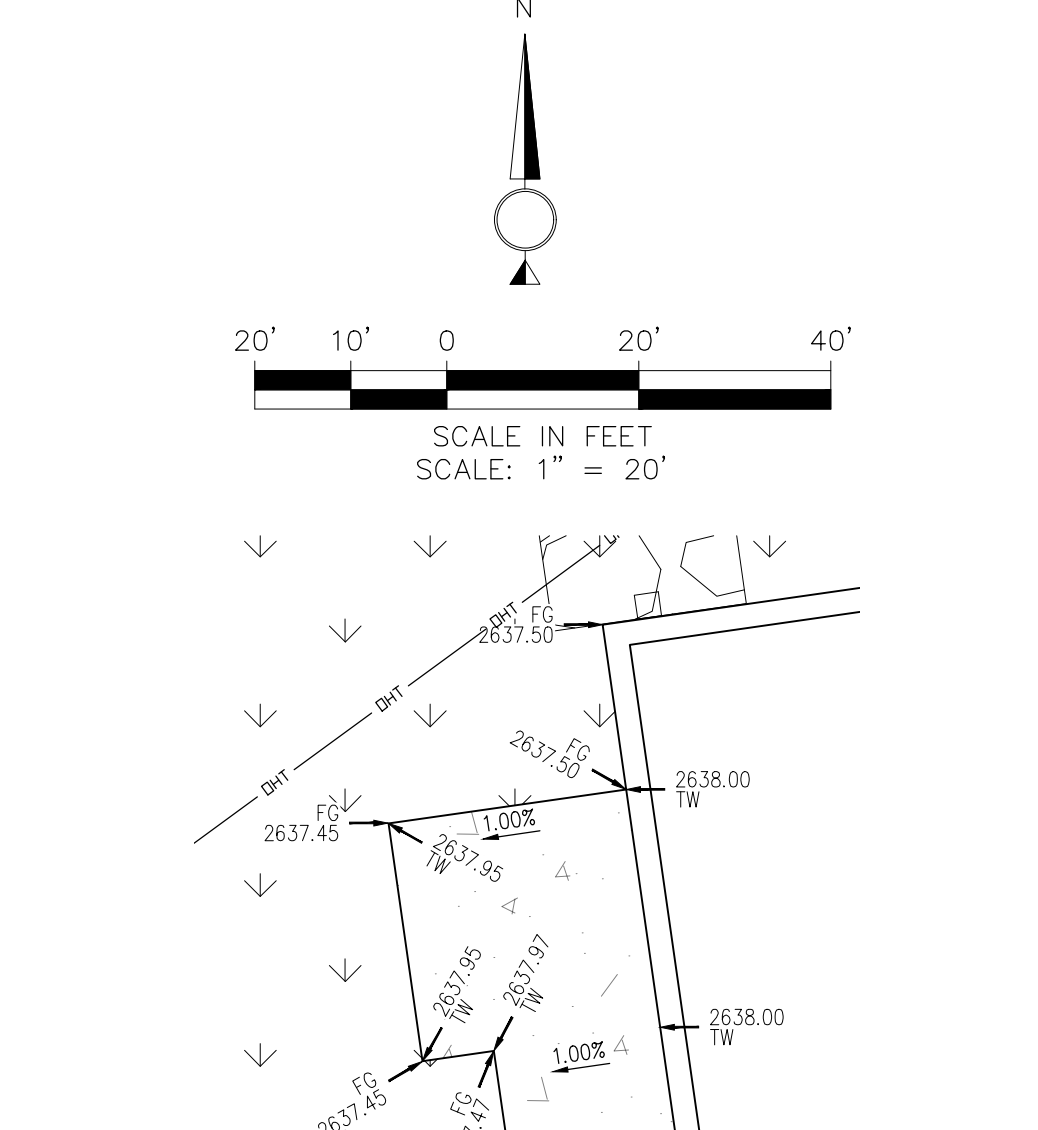 N
20' 10' 0 20' 40'
SCALE IN FEET
SCALE: 1" = 20'
FG
2637.50
OHT
OHT
OHT
FG
2637.50
2638.00
TW
FG
2637.45
1.00%
2637.95
TW
2637.95
TW
2637.97
TW
2638.00
TW
1.00%
FG
2637.45
FG
.47